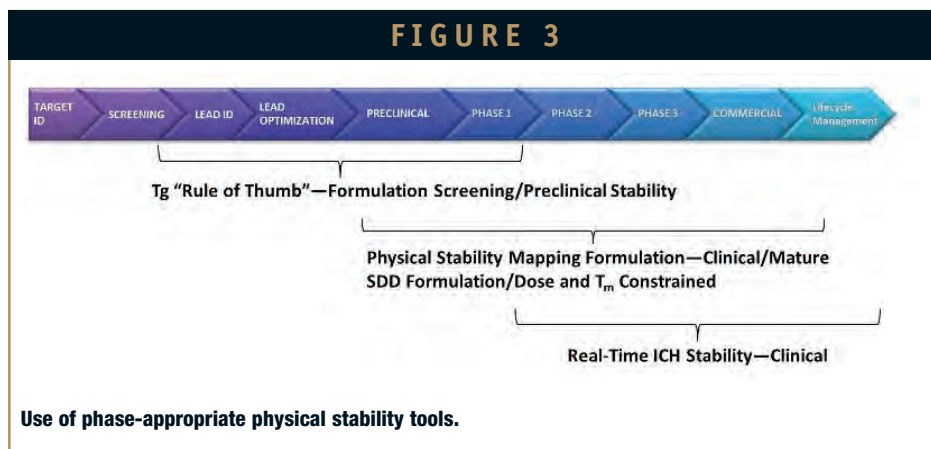 FIGURE 3
TARGET
ID
SCREENING
LEAD ID
LEAD
OPTIMIZATION
PRECLINICAL
PHASE 1
PHASE 2
PHASE 3
COMMERCIAL
Lifecycle
Management
Tg “Rule of Thumb”—Formulation Screening/Preclinical Stability
Physical Stability Mapping Formulation—Clinical/Mature
SDD Formulation/Dose and Tm Constrained
Real-Time ICH Stability—Clinical
Use of phase-appropriate physical stability tools.